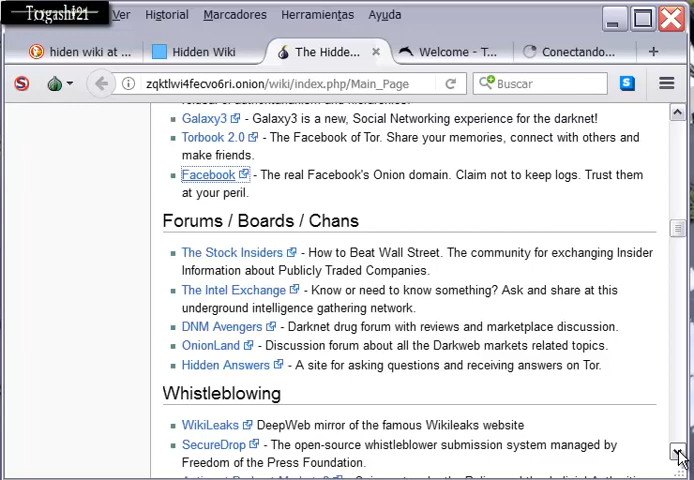 Togashi21
Ver Historial Marcadores Herramientas Ayuda
hiden wiki at ... Hidden Wiki The Hidde... Welcome - T... Conectando...
zqktlwi4fecvo6ri.onion/wiki/index.php/Main_Page Buscar
Galaxy3 - Galaxy3 is a new, Social Networking experience for the darknet!
Torbook 2.0 - The Facebook of Tor. Share your memories, connect with others and
make friends.
Facebook - The real Facebook's Onion domain. Claim not to keep logs. Trust them
at your peril.
Forums / Boards / Chans
The Stock Insiders - How to Beat Wall Street. The community for exchanging Insider
Information about Publicly Traded Companies.
The Intel Exchange - Know or need to know something? Ask and share at this
underground intelligence gathering network.
DNM Avengers - Darknet drug forum with reviews and marketplace discussion.
OnionLand - Discussion forum about all the Darkweb markets related topics.
Hidden Answers - A site for asking questions and receiving answers on Tor.
Whistleblowing
WikiLeaks DeepWeb mirror of the famous Wikileaks website
SecureDrop - The open-source whistleblower submission system managed by
Freedom of the Press Foundation.